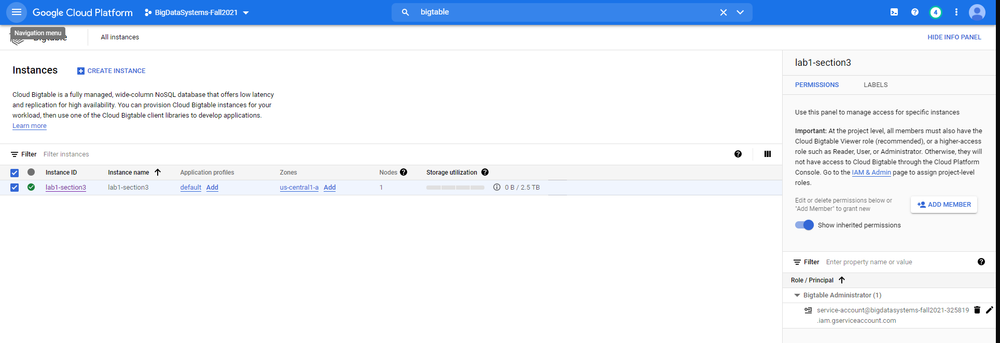 Google Cloud Platform
BigDataSystems-Fall2021
bigtable
4
Navigation menu
Bigtable
All instances
HIDE INFO PANEL
Instances
CREATE INSTANCE
Cloud Bigtable is a fully managed, wide-column NoSQL database that offers low latency
and replication for high availability. You can provision Cloud Bigtable instances for your
workload, then use one of the Cloud Bigtable client libraries to develop applications.
Learn more
Filter Filter instances
Instance ID Instance name Application profiles Zones Nodes Storage utilization
lab1-section3 lab1-section3 default Add us-central1-a Add 1 0 B / 2.5 TB
lab1-section3
PERMISSIONS LABELS
Use this panel to manage access for specific instances
Important: At the project level, all members must also have the
Cloud Bigtable Viewer role (recommended), or a higher-access
role such as Reader, User, or Administrator. Otherwise, they will
not have access to Cloud Bigtable through the Cloud Platform
Console. Go to the IAM & Admin page to assign project-level
roles.
Edit or delete permissions below or
"Add Member" to grant new
ADD MEMBER
Show inherited permissions
Filter Enter property name or value
Role / Principal
Bigtable Administrator (1)
service-account@bigdatasystems-fall2021-325819
.iam.gserviceaccount.com